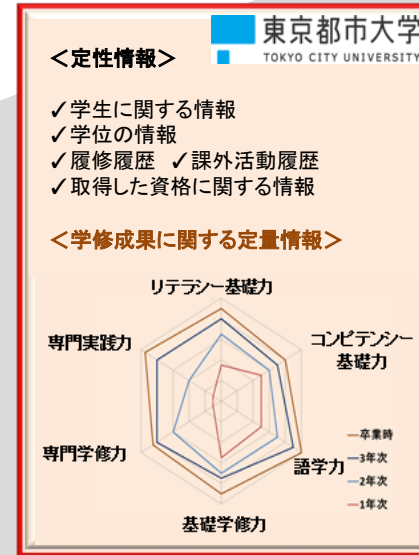 東京都市大学
TOKYO CITY UNIVERSITY
＜定性情報＞
✓学生に関する情報
✓学位の情報
✓履修履歴 ✓課外活動履歴
✓取得した資格に関する情報
＜学修成果に関する定量情報＞
リテラシー基礎力
コンピテンシー
基礎力
専門実践力
専門学修力
語学力
基礎学修力
卒業時
3年次
2年次
1年次